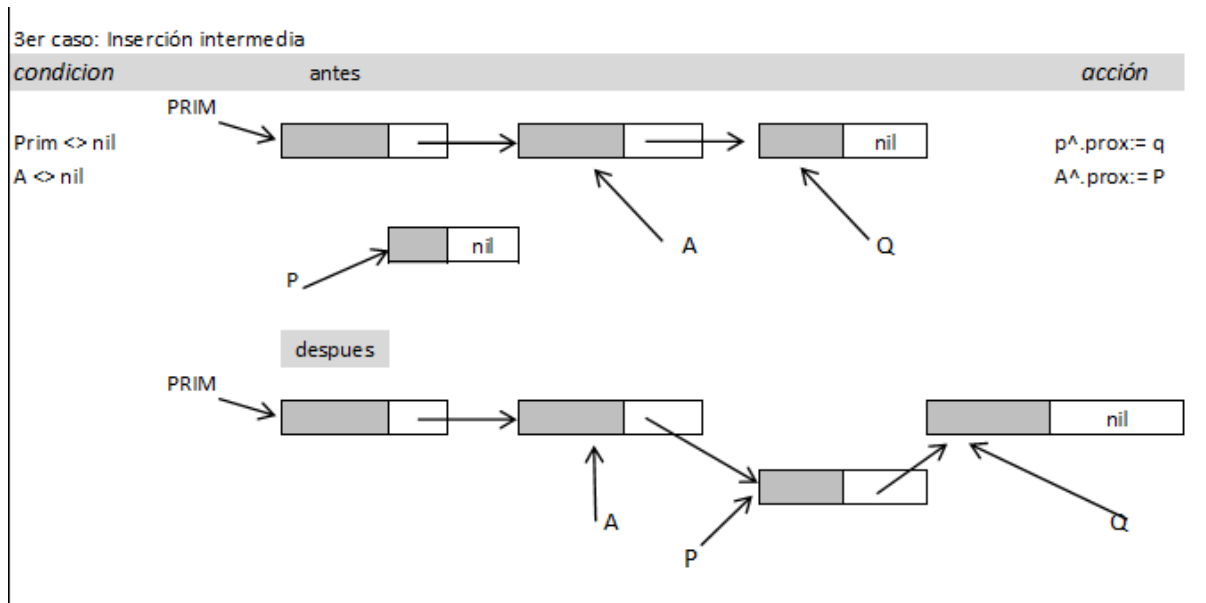 3er caso: Inserción intermedia
condicion antes acción
PRIM
Prim <> nil nil p^.prox:= q
A <> nil A^.prox:= P
nil A Q
P
despues
PRIM
nil
A Q
P